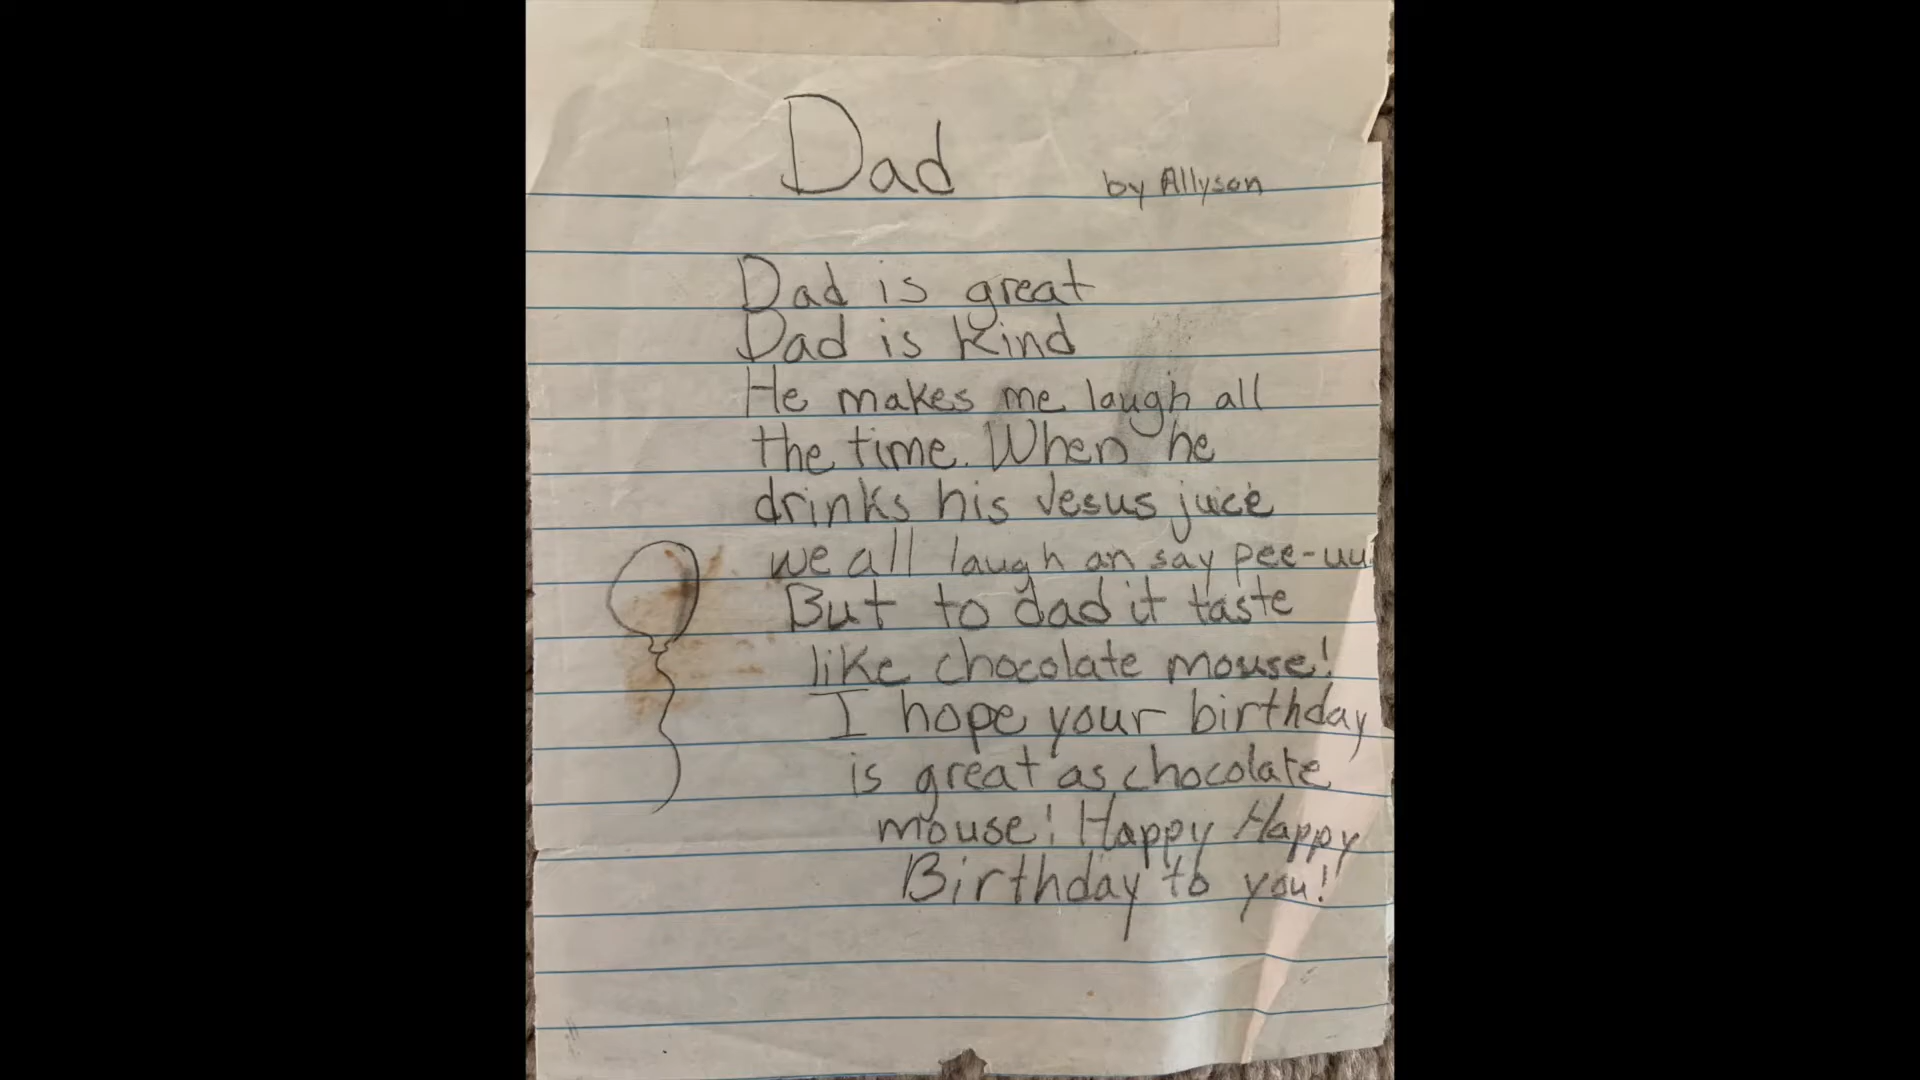 Dad
by Allyson
Dad is great
Dad is kind
He makes me laugh all
the time. When he
drinks his Jesus juice
we all laugh an say pee-uu
But to dad it taste
like chocolate mouse!
I hope your birthday
is great as chocolate
mouse! Happy Happy
Birthday to you!